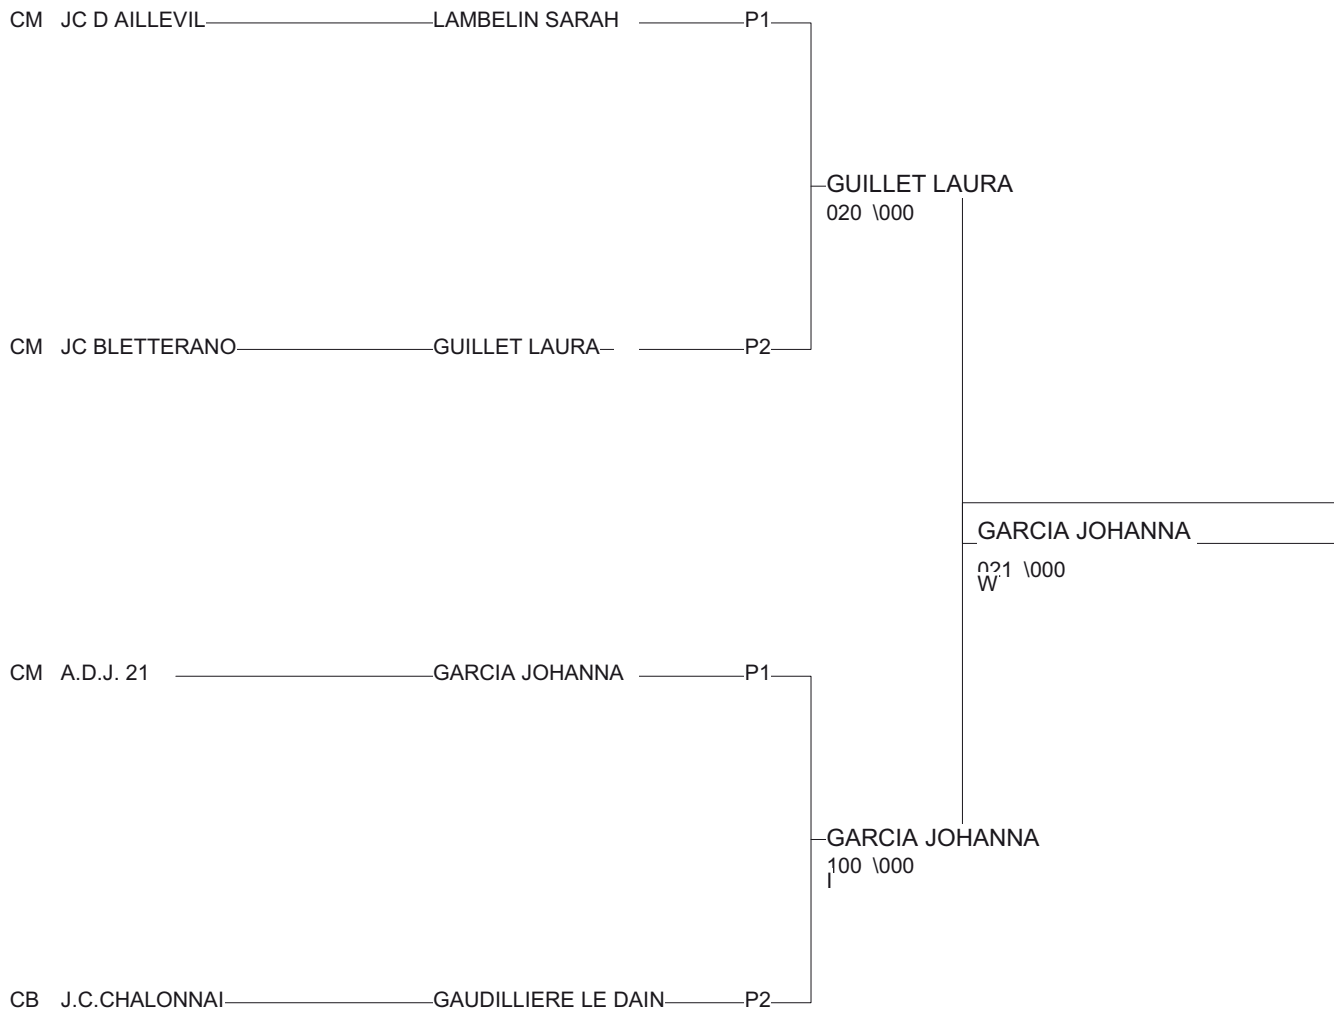 CM JC D AILLEVIL LAMBELIN SARAH P1
GUILLET LAURA
020 \000
CM JC BLETTERANO GUILLET LAURA P2
GARCIA JOHANNA
021 \000
W
CM A.D.J. 21 GARCIA JOHANNA P1
GARCIA JOHANNA
100 \000
I
CB J.C.CHALONNAI GAUDILLIERE LE DAIN P2